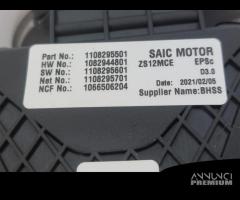 Part No.: 1108295501 SAIC MOTOR
HW No.: 1082944801 ZS12MCE EPSc
SW No.: 1108295601 D3.0
Net No.: 1108295701 Date: 2021/02/05
NCF No.: 1066506204 Supplier Name:BHSS
ANNUNCI
PREMIUM